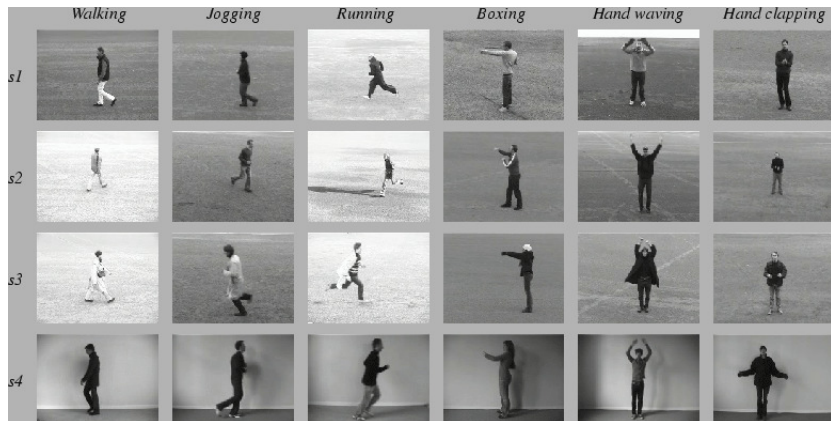 Walking Jogging Running Boxing Hand waving Hand clapping
s1
s2
s3
s4